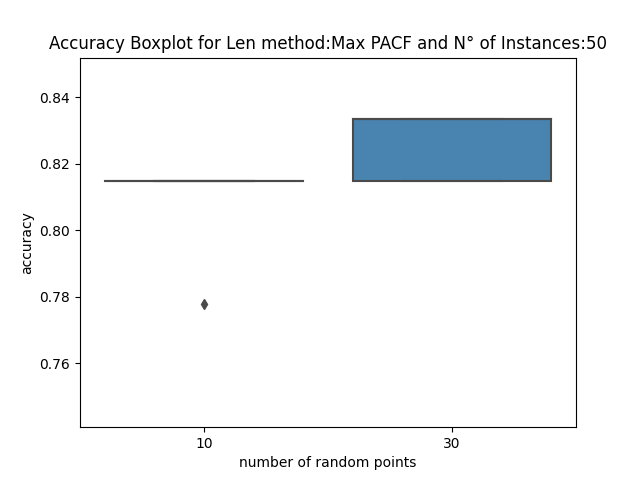 Accuracy Boxplot for Len method:Max PACF and N° of Instances:50
0.84
0.82
0.80
0.78
0.76
accuracy
10
30
number of random points